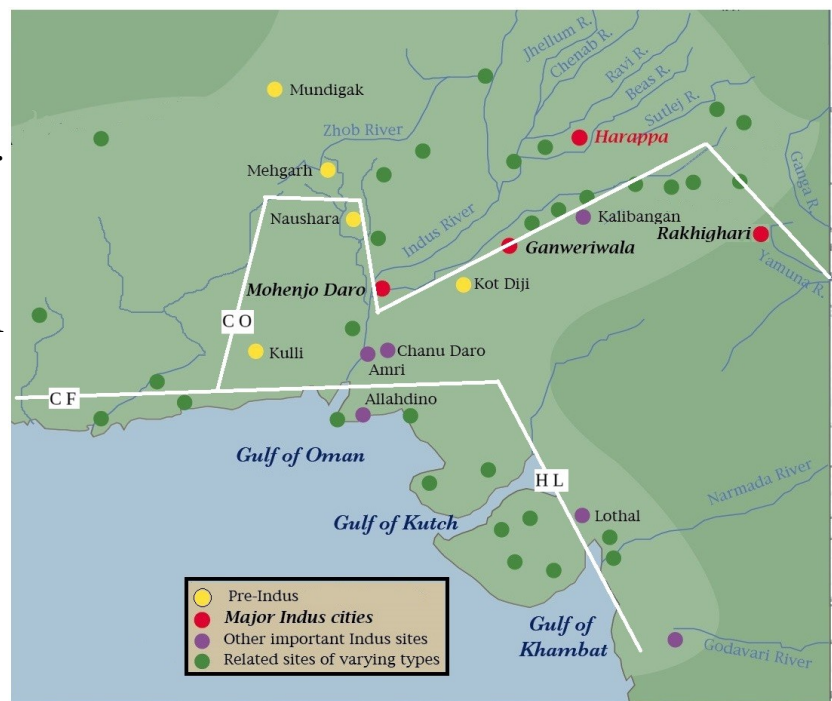 Jhellum R.
Chenab R.
Ravi R.
Beas R.
Sutlej R.
Mundigak
Zhob River
Harappa
Mehgarh
Ganga R.
Naushara
Indus River
Kalibangan
Rakhighari
Ganweriwala
Yamuna R.
Mohenjo Daro
Kot Diji
C O
Kulli
Chanu Daro
Amri
C F
Allahdino
Gulf of Oman
H L
Narmada River
Gulf of Kutch
Lothal
Pre-Indus
Major Indus cities
Other important Indus sites
Related sites of varying types
Gulf of
Khambat
Godavari River